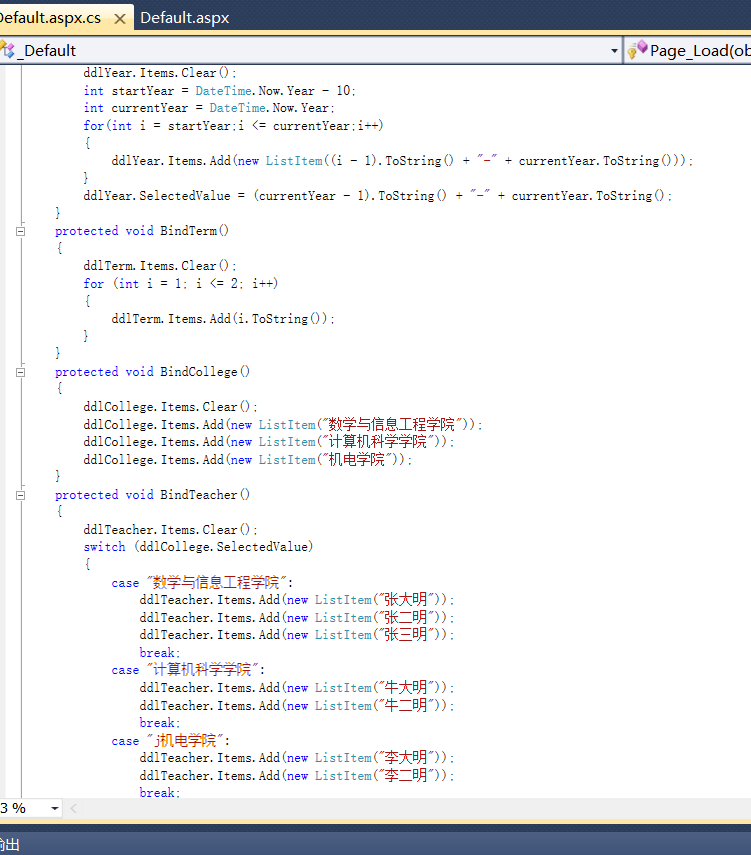 Default.aspx.cs Default.aspx
_Default Page_Load(ob
ddlYear.Items.Clear();
int startYear = DateTime.Now.Year - 10;
int currentYear = DateTime.Now.Year;
for(int i = startYear;i <= currentYear;i++)
{
ddlYear.Items.Add(new ListItem((i - 1).ToString() + "-" + currentYear.ToString()));
}
ddlYear.SelectedValue = (currentYear - 1).ToString() + "-" + currentYear.ToString();
}
protected void BindTerm()
{
ddlTerm.Items.Clear();
for (int i = 1; i <= 2; i++)
{
ddlTerm.Items.Add(i.ToString());
}
}
protected void BindCollege()
{
ddlCollege.Items.Clear();
ddlCollege.Items.Add(new ListItem("数学与信息工程学院"));
ddlCollege.Items.Add(new ListItem("计算机科学学院"));
ddlCollege.Items.Add(new ListItem("机电学院"));
}
protected void BindTeacher()
{
ddlTeacher.Items.Clear();
switch (ddlCollege.SelectedValue)
{
case "数学与信息工程学院":
ddlTeacher.Items.Add(new ListItem("张大明"));
ddlTeacher.Items.Add(new ListItem("张二明"));
ddlTeacher.Items.Add(new ListItem("张三明"));
break;
case "计算机科学学院":
ddlTeacher.Items.Add(new ListItem("牛大明"));
ddlTeacher.Items.Add(new ListItem("牛二明"));
break;
case "j机电学院":
ddlTeacher.Items.Add(new ListItem("李大明"));
ddlTeacher.Items.Add(new ListItem("李二明"));
break;
3 %
输出